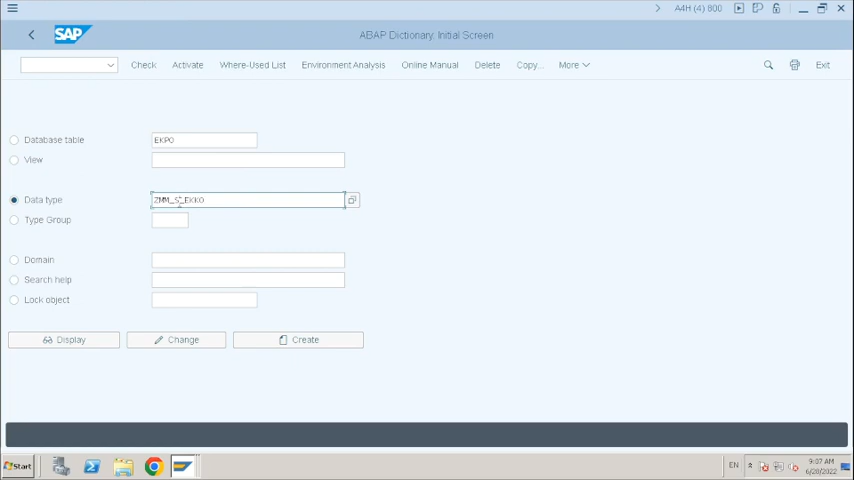 A4H (4) 800
SAP
ABAP Dictionary: Initial Screen
Check Activate Where-Used List Environment Analysis Online Manual Delete Copy... More Exit
Database table EKPO
View
Data type ZMM_S_EKKO
Type Group
Domain
Search help
Lock object
Display Change Create
Start EN 9:07 AM
6/28/2022